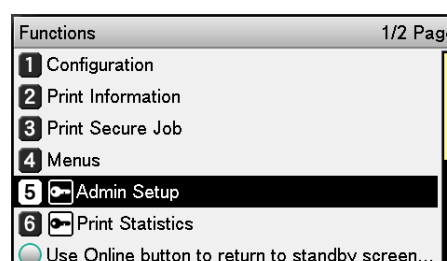 Functions 1/2 Page
1 Configuration
2 Print Information
3 Print Secure Job
4 Menus
5 Admin Setup
6 Print Statistics
Use Online button to return to standby screen...